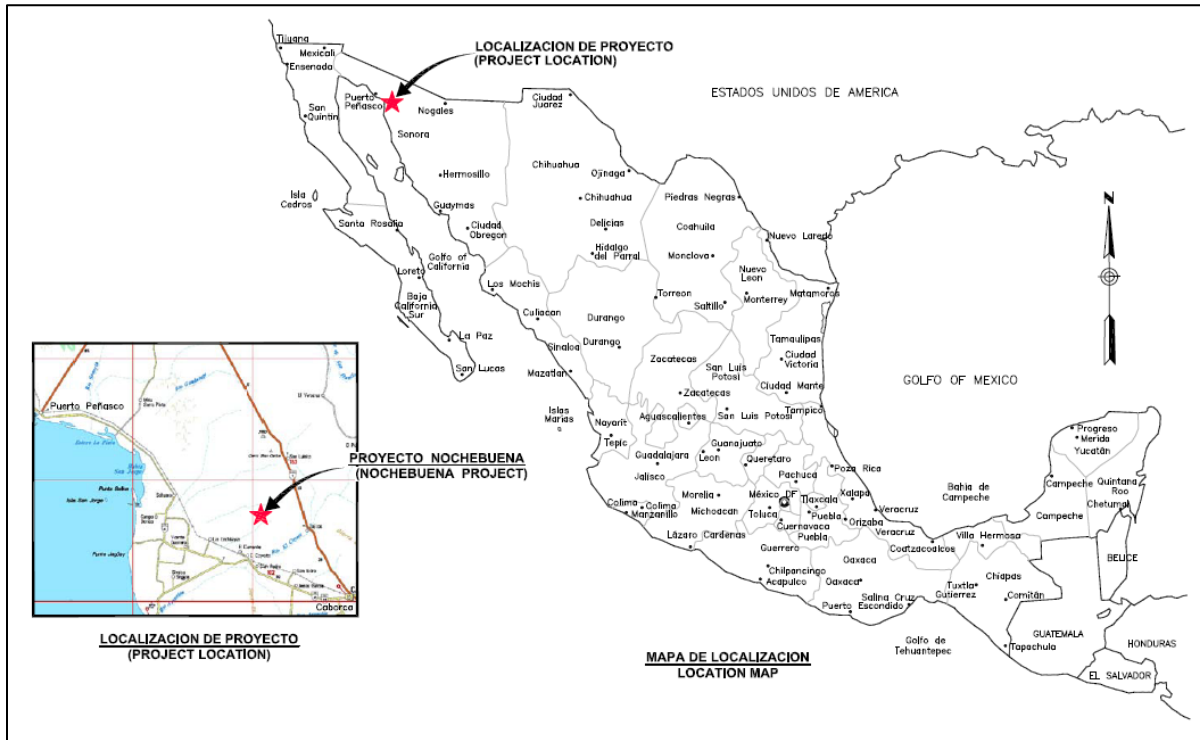 Tijuana
Mexicali
Ensenada
LOCALIZACION DE PROYECTO
(PROJECT LOCATION)
Puerto
Peñasco
Nogales
Ciudad
Juarez
ESTADOS UNIDOS DE AMERICA
San
Quintín
Sonora
Chihuahua
Ojinaga
Hermosillo
Isla
Cedros
Chihuahua
Piedras Negras
Guaymas
Santa Rosalia
Ciudad
Obregon
Delicias
Coahuila
Nuevo Laredo
N
Hidalgo
del Parral
Monclova
Golfo of
California
Loreto
Nuevo
Leon
Los Mochis
Torreon
Saltillo
Monterrey
Matamoros
Baja
California
Sur
Culiacan
Durango
La Paz
Sinaloa
Durango
Tamaulipas
Ciudad
Victoria
Zacatecas
San Lucas
Mazatlan
San Luis
Potosi
Ciudad Mante
GOLFO OF MEXICO
Zacatecas
Islas
Marias
Aguascalientes
San Luis Potosi
Tampico
Nayarit
Tepic
Guanajuato
Leon
Queretaro
Guadalajara
Jalisco
Pachuca
Poza Rica
Progreso
Merida
Yucatán
Colima
Colima
Manzanillo
Morelia
Michoacan
México DF
Tlaxcala
Xalapa
Toluca
Puebla
Cuernavaca
Puebla
Orizaba
Veracruz
Veracruz
Bahia de
Campeche
Campeche
Quintana
Roo
Chetumal
Campeche
Lázaro Cardenas
Guerrero
Coatzacoalcos
Villa Hermosa
BELICE
Chilpancingo
Acapulco
Oaxaca
Oaxaca
Chiapas
Tuxtla
Gutierrez
Comitán
Puerto
Escondido
Salina Cruz
Golfo de
Tehuantepec
GUATEMALA
Tapachula
HONDURAS
EL SALVADOR
Puerto Peñasco
PROYECTO NOCHEBUENA
(NOCHEBUENA PROJECT)
Caborca
LOCALIZACION DE PROYECTO
(PROJECT LOCATION)
MAPA DE LOCALIZACION
LOCATION MAP